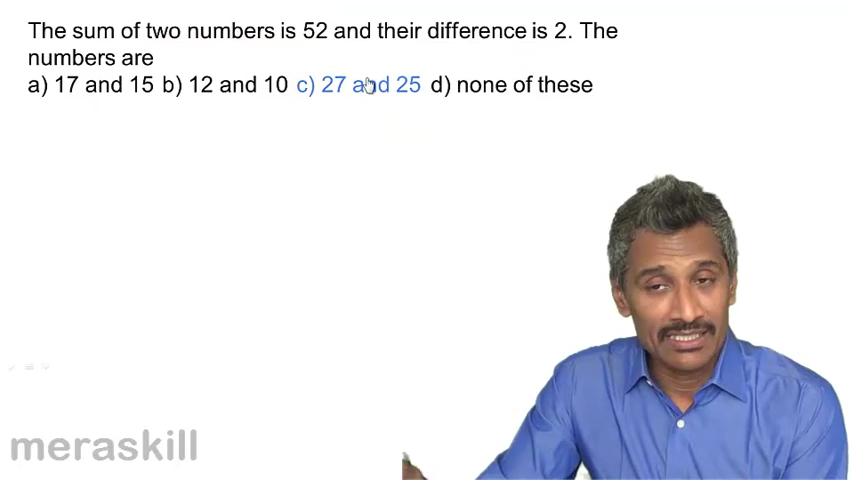 The sum of two numbers is 52 and their difference is 2. The
numbers are
a) 17 and 15 b) 12 and 10 c) 27 and 25 d) none of these
meraskill